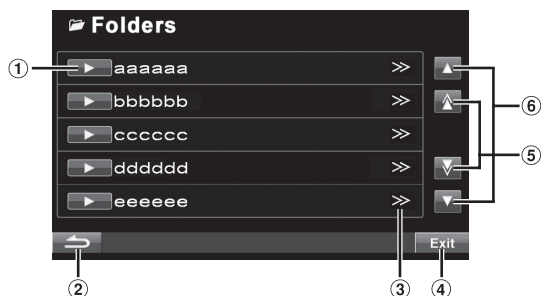 Folders
① aaaaaa
⑥
bbbbbb
cccccc
⑤
dddddd
eeeeee
Exit
② ③ ④